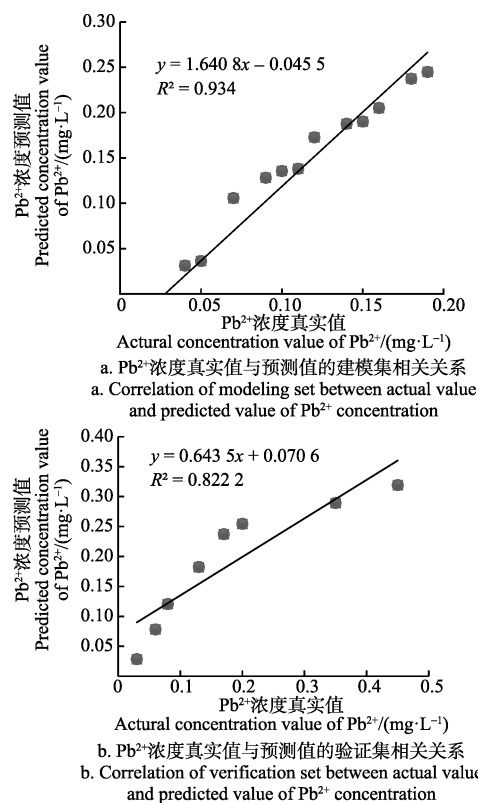 0.30
0.25
0.20
0.15
0.10
0.05
y = 1.640 8x – 0.045 5
R² = 0.934
Pb²⁺浓度预测值
Predicted concentration value
of Pb²⁺/(mg·L⁻¹)
0 0.05 0.10 0.15 0.20
Pb²⁺浓度真实值
Actural concentration value of Pb²⁺/(mg·L⁻¹)
a. Pb²⁺浓度真实值与预测值的建模集相关关系
a. Correlation of modeling set between actual value
and predicted value of Pb²⁺ concentration
0.40
0.35
0.30
0.25
0.20
0.15
0.10
0.05
y = 0.643 5x + 0.070 6
R² = 0.822 2
Pb²⁺浓度预测值
Predicted concentration value
of Pb²⁺/(mg·L⁻¹)
0 0.1 0.2 0.3 0.4 0.5
Pb²⁺浓度真实值
Actural concentration value of Pb²⁺/(mg·L⁻¹)
b. Pb²⁺浓度真实值与预测值的验证集相关关系
b. Correlation of verification set between actual value
and predicted value of Pb²⁺ concentration